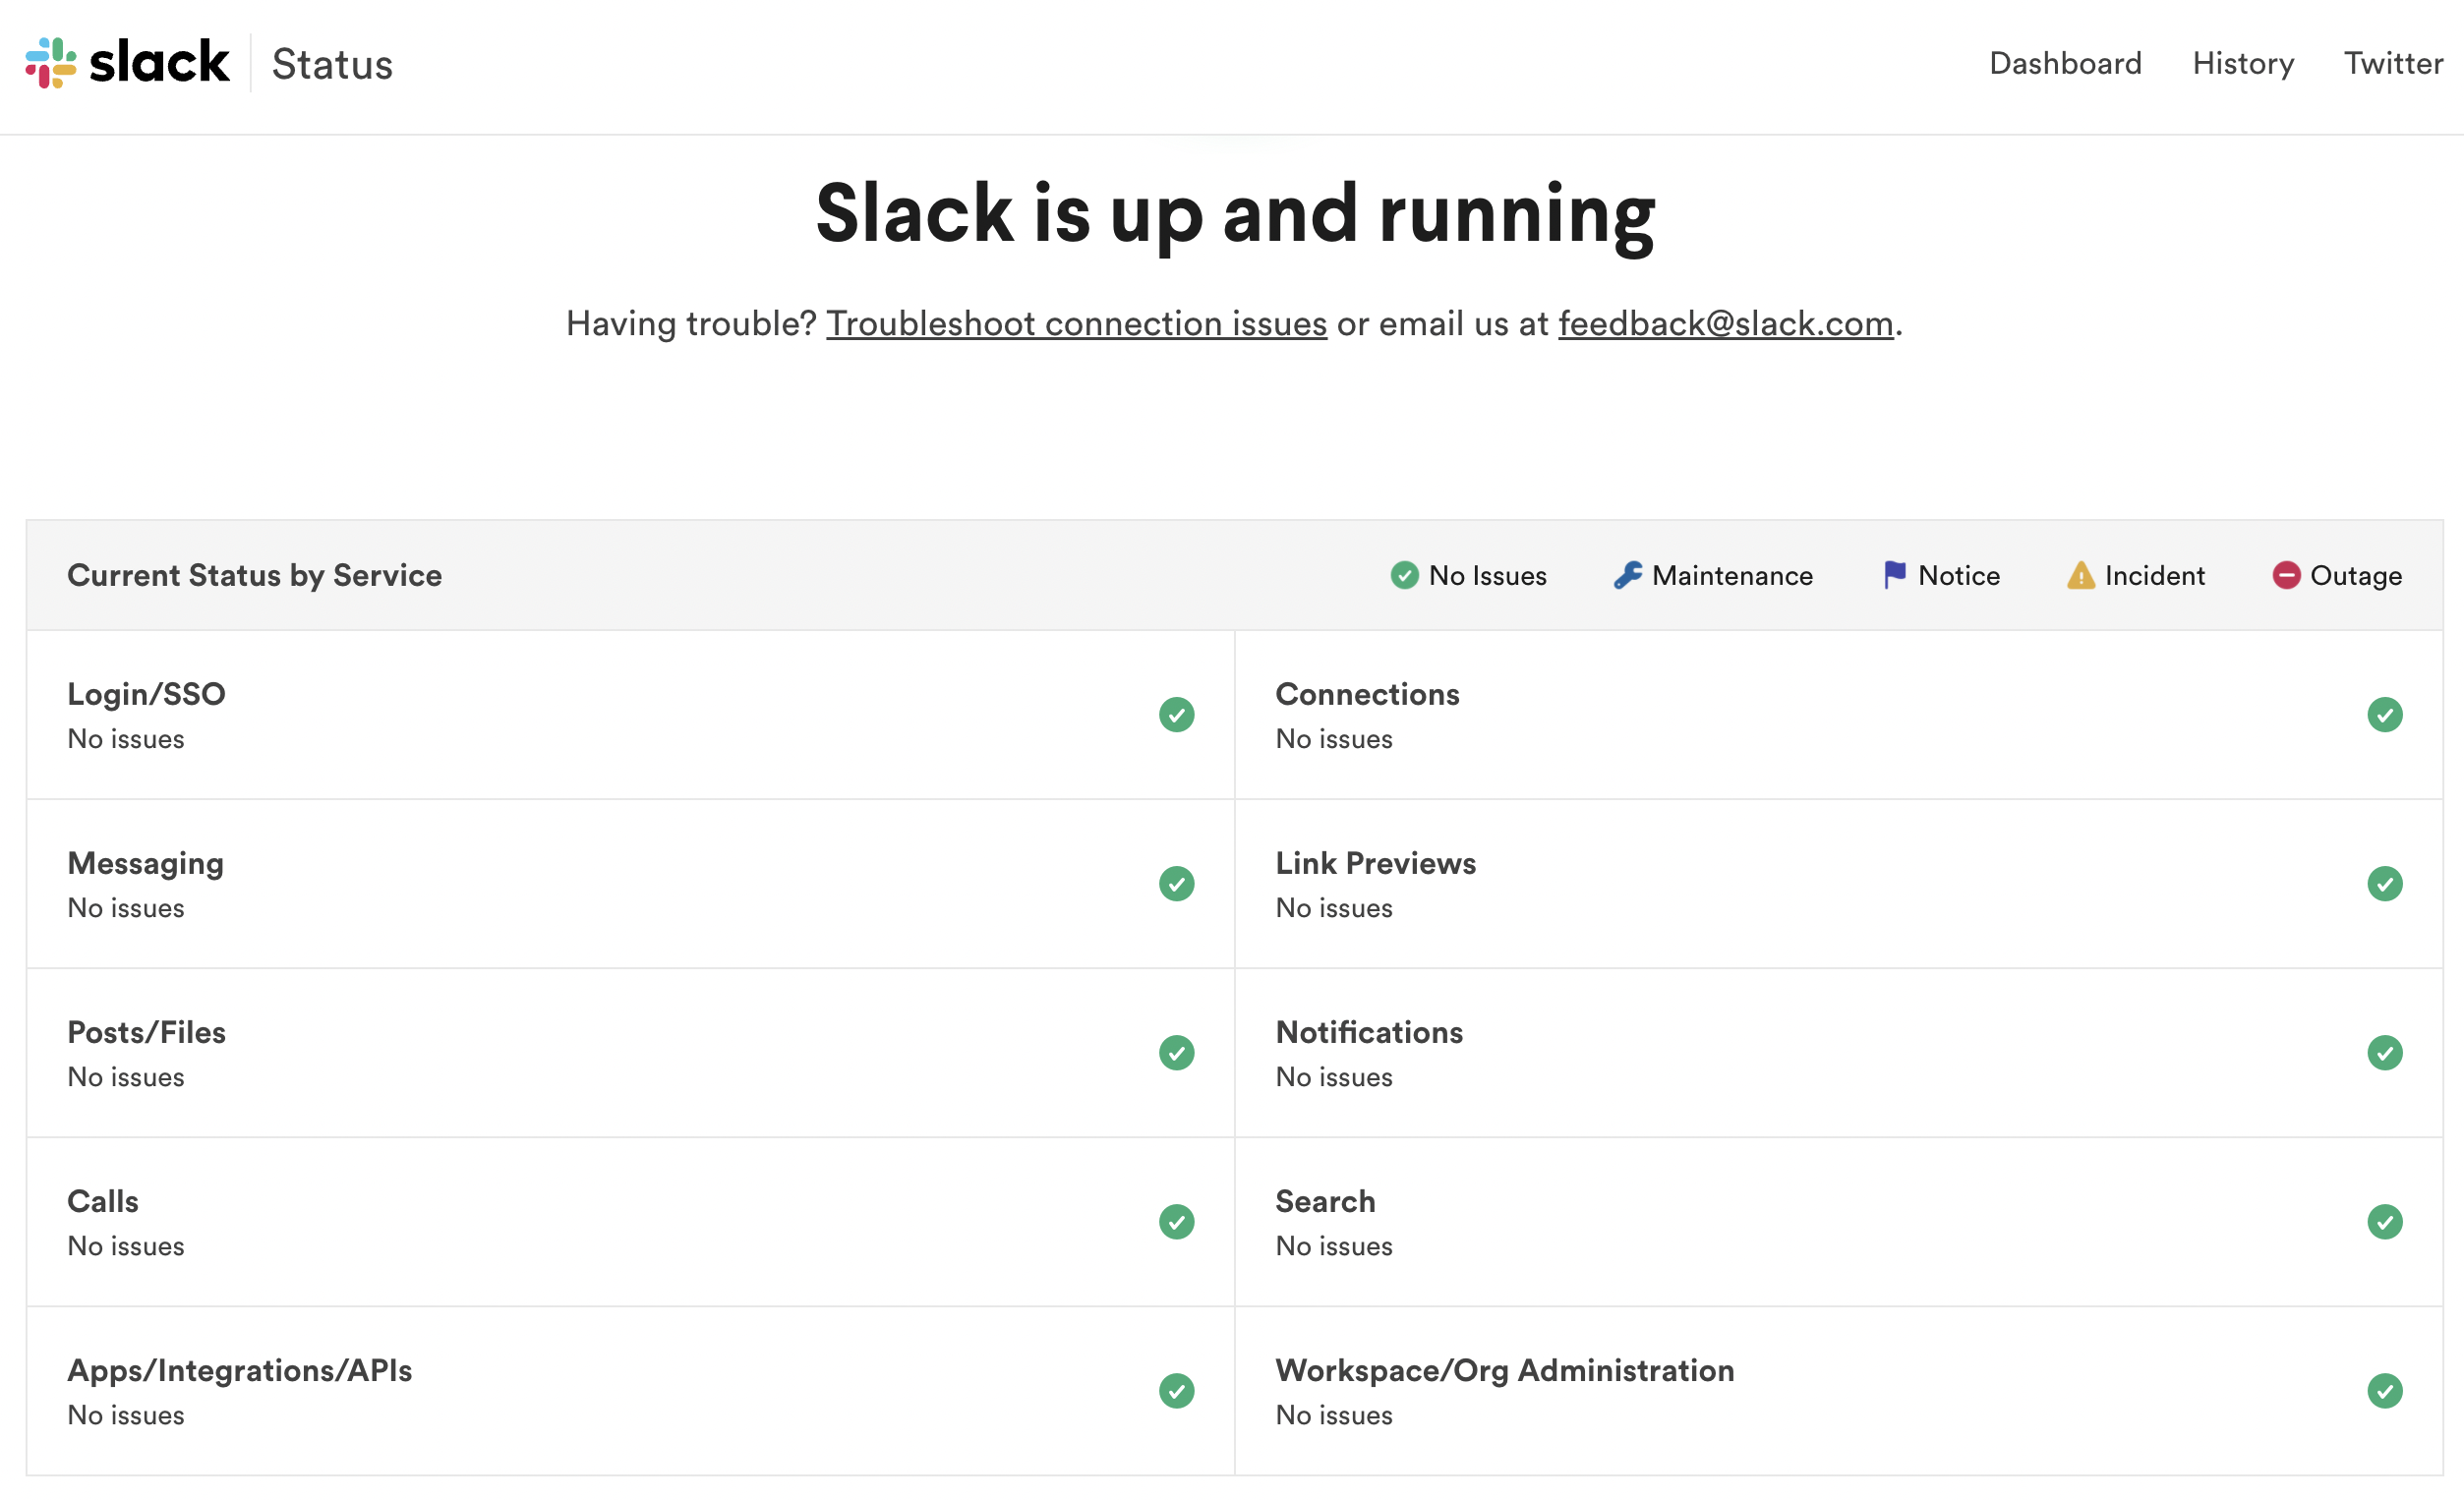 slack Status Dashboard History Twitter
Slack is up and running
Having trouble? Troubleshoot connection issues or email us at feedback@slack.com.
Current Status by Service No Issues Maintenance Notice Incident Outage
Login/SSO
No issues
Connections
No issues
Messaging
No issues
Link Previews
No issues
Posts/Files
No issues
Notifications
No issues
Calls
No issues
Search
No issues
Apps/Integrations/APIs
No issues
Workspace/Org Administration
No issues